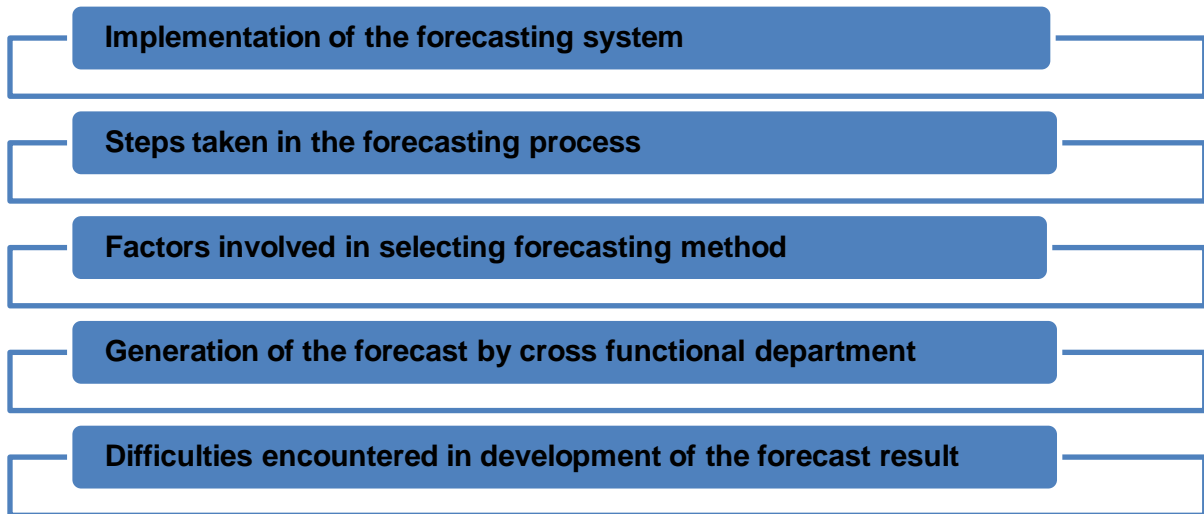 Implementation of the forecasting system
Steps taken in the forecasting process
Factors involved in selecting forecasting method
Generation of the forecast by cross functional department
Difficulties encountered in development of the forecast result